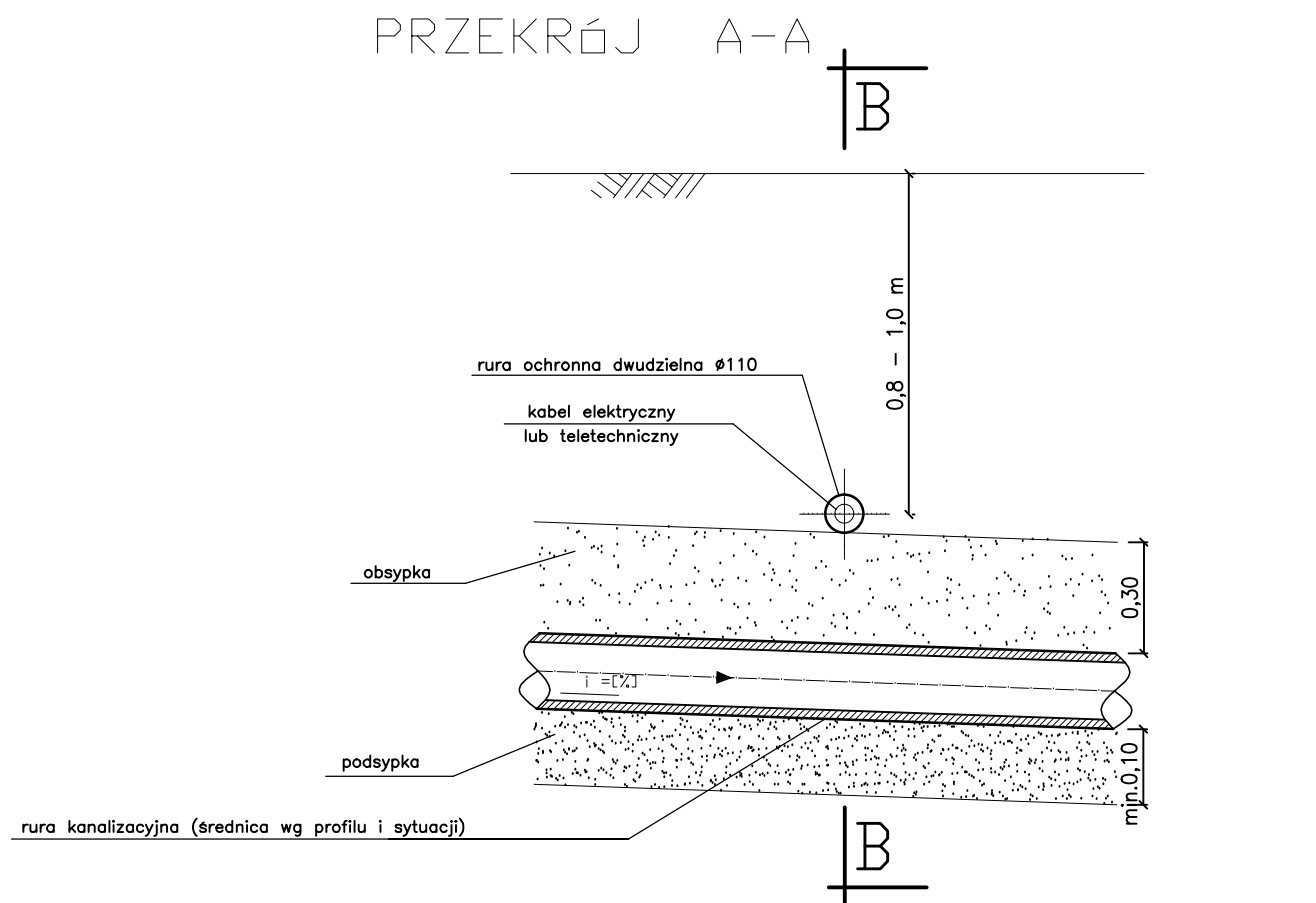 PRZEKRÓJ A-A
B
0,8 - 1,0 m
rura ochronna dwudzielna ø110
kabel elektryczny
lub teletechniczny
obsypka
0,30
i =[%]
podsypka
min.0,10
rura kanalizacyjna (średnica wg profilu i sytuacji)
B